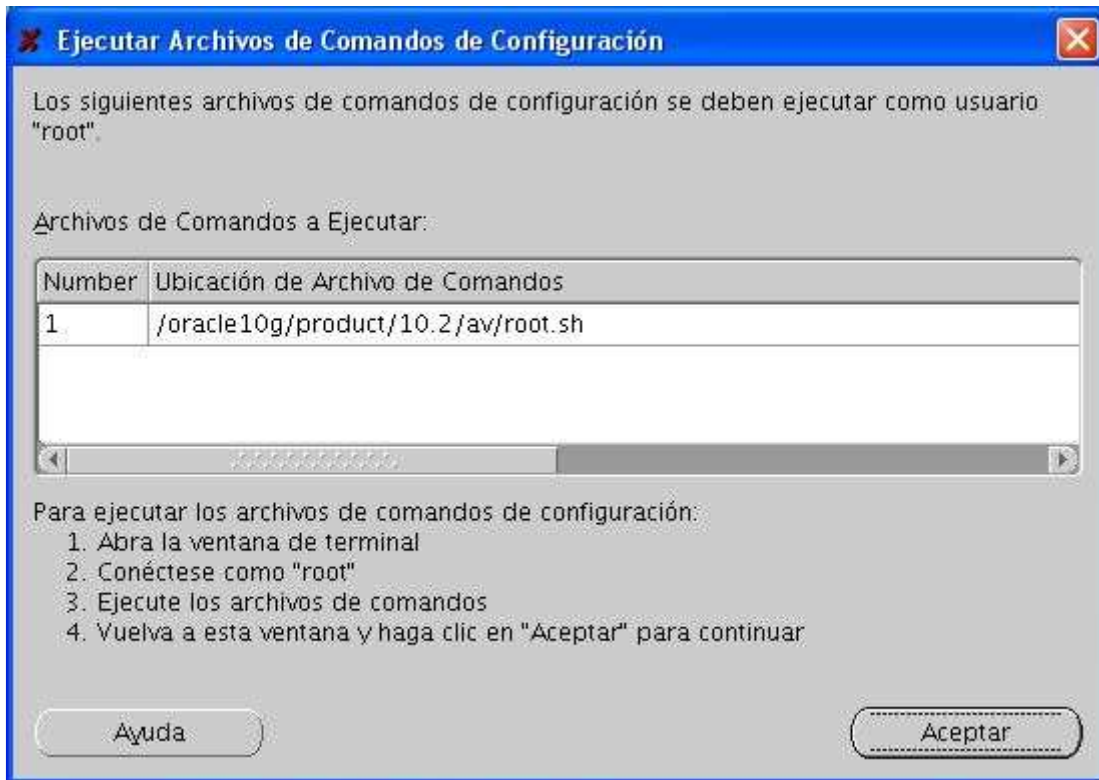 Ejecutar Archivos de Comandos de Configuración
Los siguientes archivos de comandos de configuración se deben ejecutar como usuario
"root".
Archivos de Comandos a Ejecutar:
Number Ubicación de Archivo de Comandos
1 /oracle10g/product/10.2/av/root.sh
Para ejecutar los archivos de comandos de configuración:
1. Abra la ventana de terminal
2. Conéctese como "root"
3. Ejecute los archivos de comandos
4. Vuelva a esta ventana y haga clic en "Aceptar" para continuar
Ayuda Aceptar